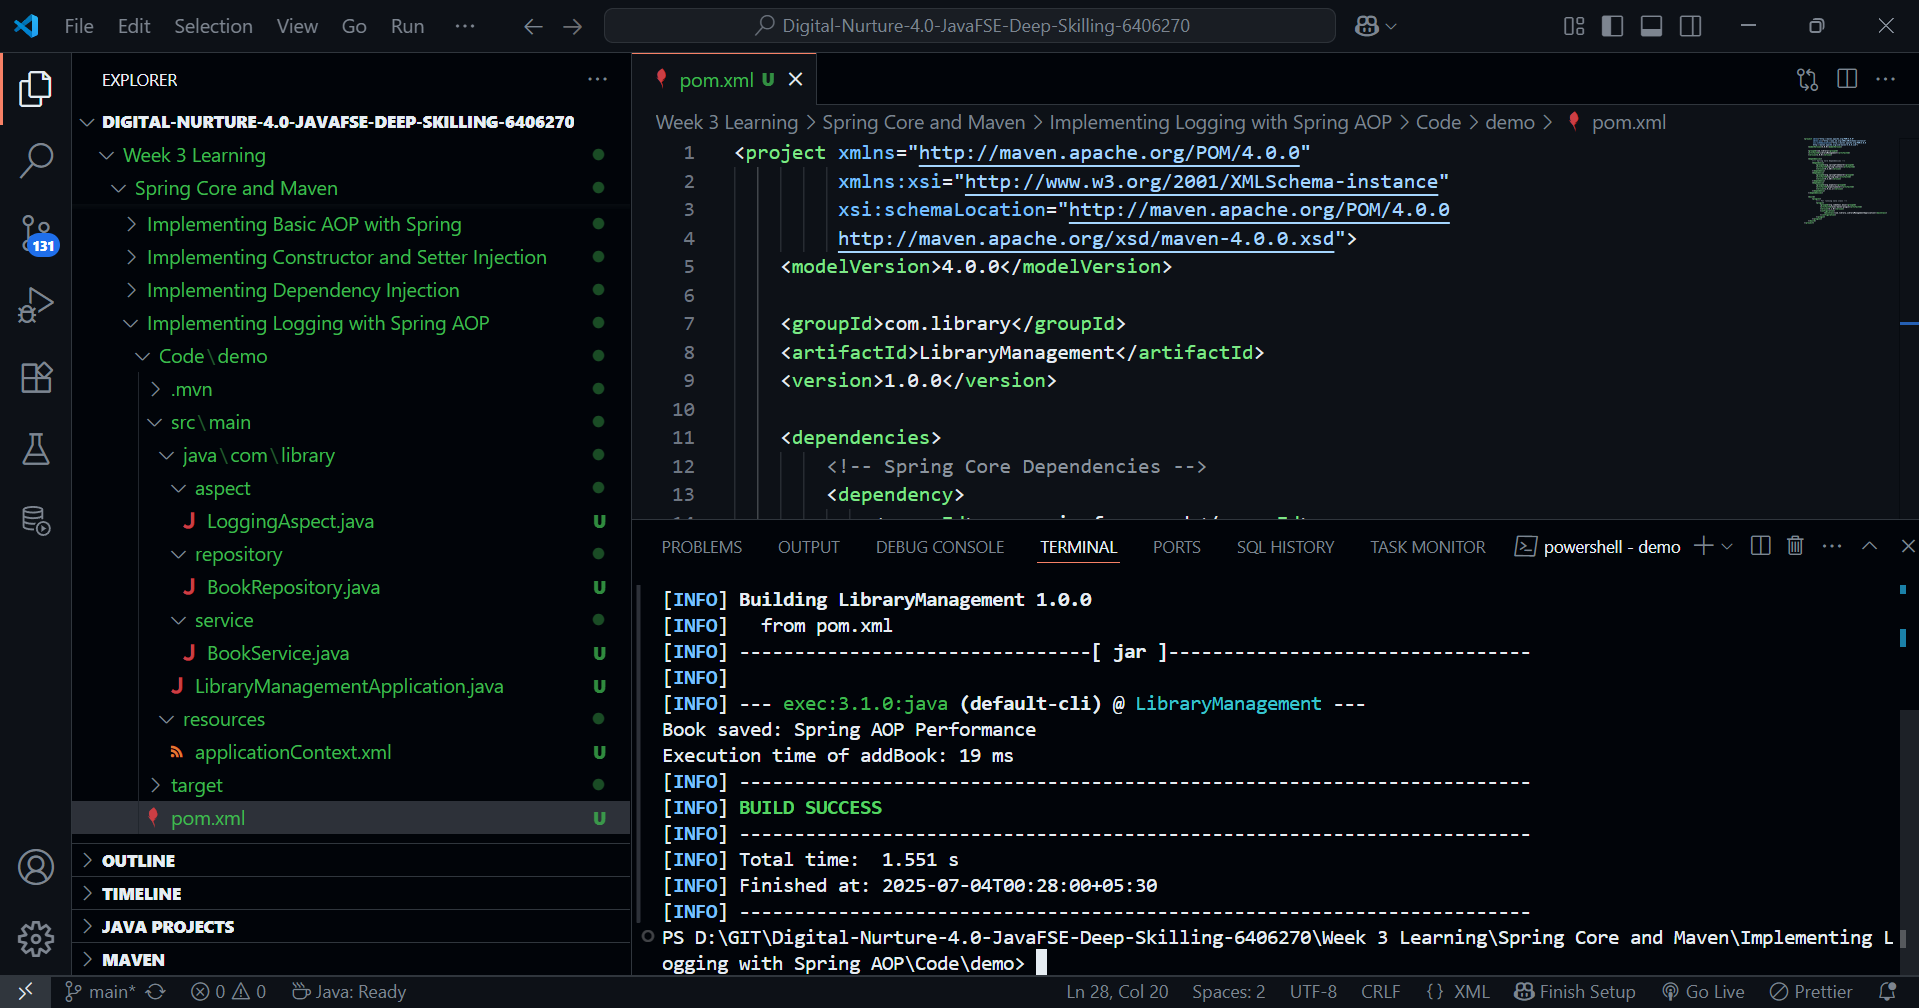 File Edit Selection View Go Run ···
Digital-Nurture-4.0-JavaFSE-Deep-Skilling-6406270
EXPLORER
DIGITAL-NURTURE-4.0-JAVAFSE-DEEP-SKILLING-6406270
Week 3 Learning
Spring Core and Maven
Implementing Basic AOP with Spring
Implementing Constructor and Setter Injection
Implementing Dependency Injection
Implementing Logging with Spring AOP
Code\demo
.mvn
src\main
java\com\library
aspect
LoggingAspect.java U
repository
BookRepository.java U
service
BookService.java U
LibraryManagementApplication.java U
resources
applicationContext.xml U
target
pom.xml U
OUTLINE
TIMELINE
JAVA PROJECTS
MAVEN
131
pom.xml U
Week 3 Learning > Spring Core and Maven > Implementing Logging with Spring AOP > Code > demo > pom.xml
1 <project xmlns="http://maven.apache.org/POM/4.0.0"
2 xmlns:xsi="http://www.w3.org/2001/XMLSchema-instance"
3 xsi:schemaLocation="http://maven.apache.org/POM/4.0.0
4 http://maven.apache.org/xsd/maven-4.0.0.xsd">
5 <modelVersion>4.0.0</modelVersion>
6
7 <groupId>com.library</groupId>
8 <artifactId>LibraryManagement</artifactId>
9 <version>1.0.0</version>
10
11 <dependencies>
12 <!-- Spring Core Dependencies -->
13 <dependency>
PROBLEMS OUTPUT DEBUG CONSOLE TERMINAL PORTS SQL HISTORY TASK MONITOR powershell - demo
[INFO] Building LibraryManagement 1.0.0
[INFO]   from pom.xml
[INFO] --------------------------------[ jar ]---------------------------------
[INFO]
[INFO] --- exec:3.1.0:java (default-cli) @ LibraryManagement ---
Book saved: Spring AOP Performance
Execution time of addBook: 19 ms
[INFO] ------------------------------------------------------------------------
[INFO] BUILD SUCCESS
[INFO] ------------------------------------------------------------------------
[INFO] Total time:  1.551 s
[INFO] Finished at: 2025-07-04T00:28:00+05:30
[INFO] ------------------------------------------------------------------------
PS D:\GIT\Digital-Nurture-4.0-JavaFSE-Deep-Skilling-6406270\Week 3 Learning\Spring Core and Maven\Implementing L
ogging with Spring AOP\Code\demo>
main* 0 0 Java: Ready Ln 28, Col 20 Spaces: 2 UTF-8 CRLF {} XML Finish Setup Go Live Prettier